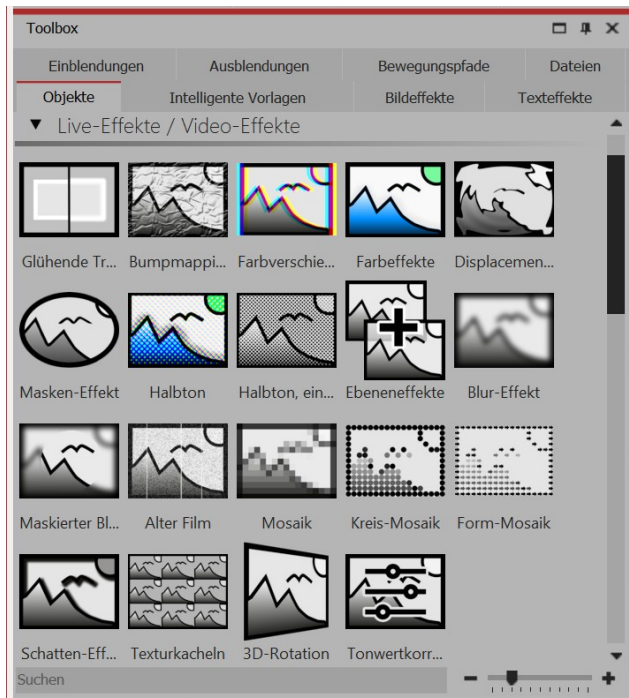 Toolbox
Einblendungen Ausblendungen Bewegungspfade Dateien
Objekte Intelligente Vorlagen Bildeffekte Texteffekte
Live-Effekte / Video-Effekte
Glühende Tr... Bumpmappi... Farbverschie... Farbeffekte Displacemen...
Masken-Effekt Halbton Halbton, ein... Ebeneneffekte Blur-Effekt
Maskierter Bl... Alter Film Mosaik Kreis-Mosaik Form-Mosaik
Schatten-Eff... Texturkacheln 3D-Rotation Tonwertkorr...
Suchen